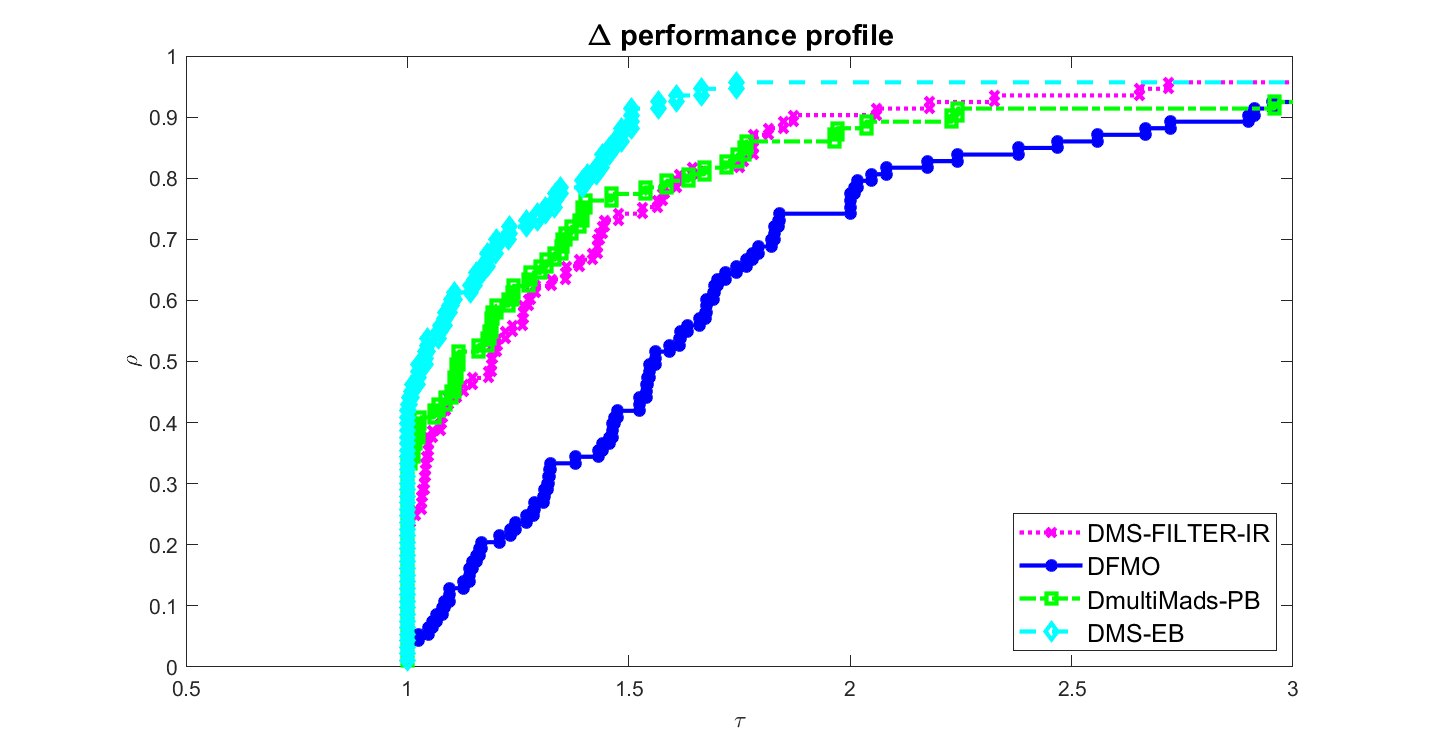 Δ performance profile
1
0.9
0.8
0.7
0.6
0.5
0.4
0.3
0.2
0.1
0
ρ
DMS-FILTER-IR
DFMO
DmultiMads-PB
DMS-EB
0.5 1 1.5 2 2.5 3
τ